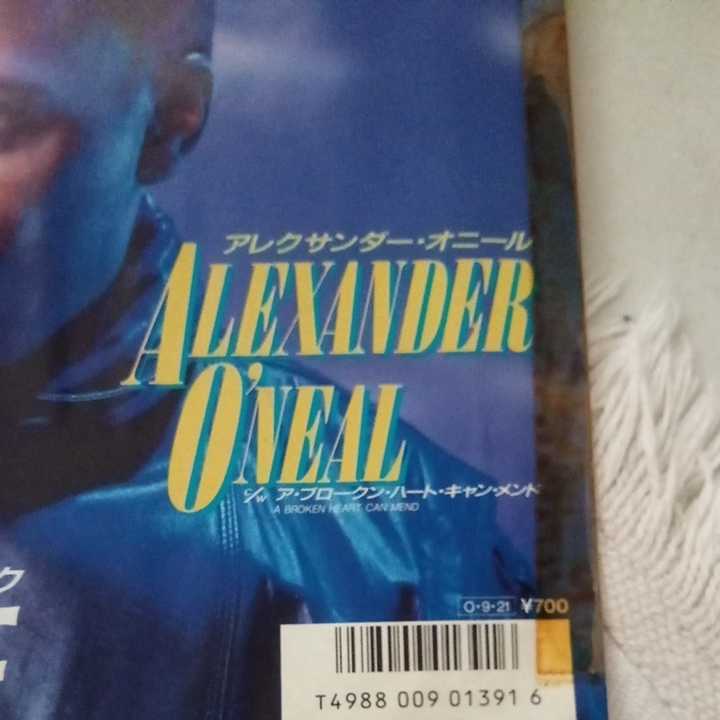 アレクサンダー・オニール
ALEXANDER
O'NEAL
c/w ア・ブロークン・ハート・キャン・メンド
A BROKEN HEART CAN MEND
ク
O・9・21 ¥700
T4988 009 01391 6